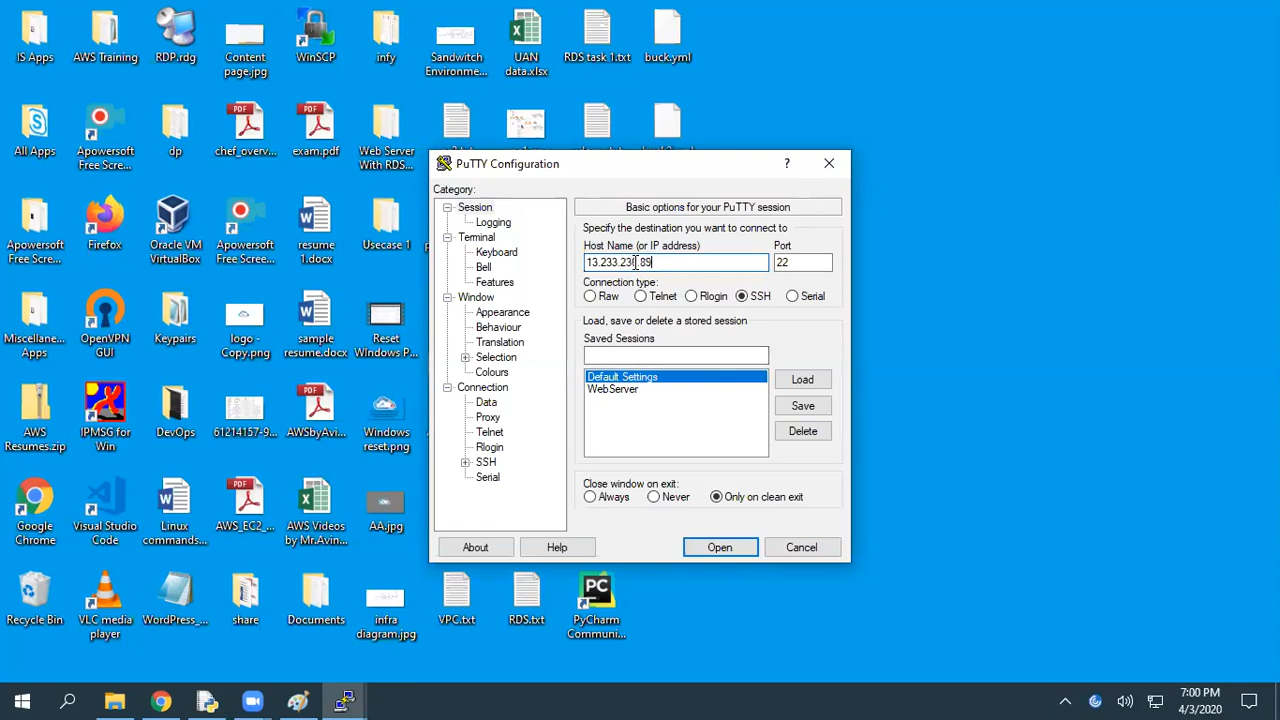 IS Apps
AWS Training
RDP.rdg
Content
page.jpg
WinSCP
infy
Sandwitch
Environme...
UAN
data.xlsx
RDS task 1.txt
buck.yml
All Apps
Apowersoft
Free Scre...
dp
PDF
chef_overv...
PDF
exam.pdf
Web Server
With RDS...
Apowersoft
Free Scre...
Firefox
Oracle VM
VirtualBox
Apowersoft
Free Scre...
resume
1.docx
Usecase 1
Miscellane...
Apps
OpenVPN
GUI
Keypairs
logo -
Copy.png
sample
resume.docx
Reset
Windows P...
AWS
Resumes.zip
IPMSG for
Win
DevOps
61214157-9...
PDF
AWSbyAvi...
Windows
reset.png
Google
Chrome
Visual Studio
Code
Linux
commands...
PDF
AWS_EC2_...
AWS Videos
by Mr.Avin...
AA.jpg
Recycle Bin
VLC media
player
WordPress_...
share
Documents
infra
diagram.jpg
VPC.txt
RDS.txt
PC
PyCharm
Communi...
PuTTY Configuration
?
Category:
Session
Logging
Terminal
Keyboard
Bell
Features
Window
Appearance
Behaviour
Translation
Selection
Colours
Connection
Data
Proxy
Telnet
Rlogin
SSH
Serial
Basic options for your PuTTY session
Specify the destination you want to connect to
Host Name (or IP address)
Port
22
Connection type:
Raw
Telnet
Rlogin
SSH
Serial
Load, save or delete a stored session
Saved Sessions
Default Settings
WebServer
Load
Save
Delete
Close window on exit:
Always
Never
Only on clean exit
About
Help
Open
Cancel
7:00 PM
4/3/2020